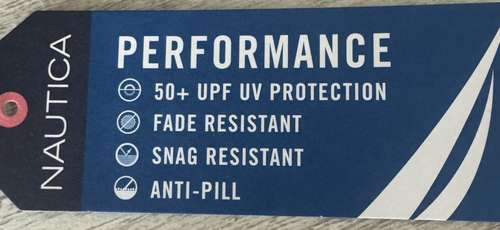 NAUTICA
PERFORMANCE
50+ UPF UV PROTECTION
FADE RESISTANT
SNAG RESISTANT
ANTI-PILL